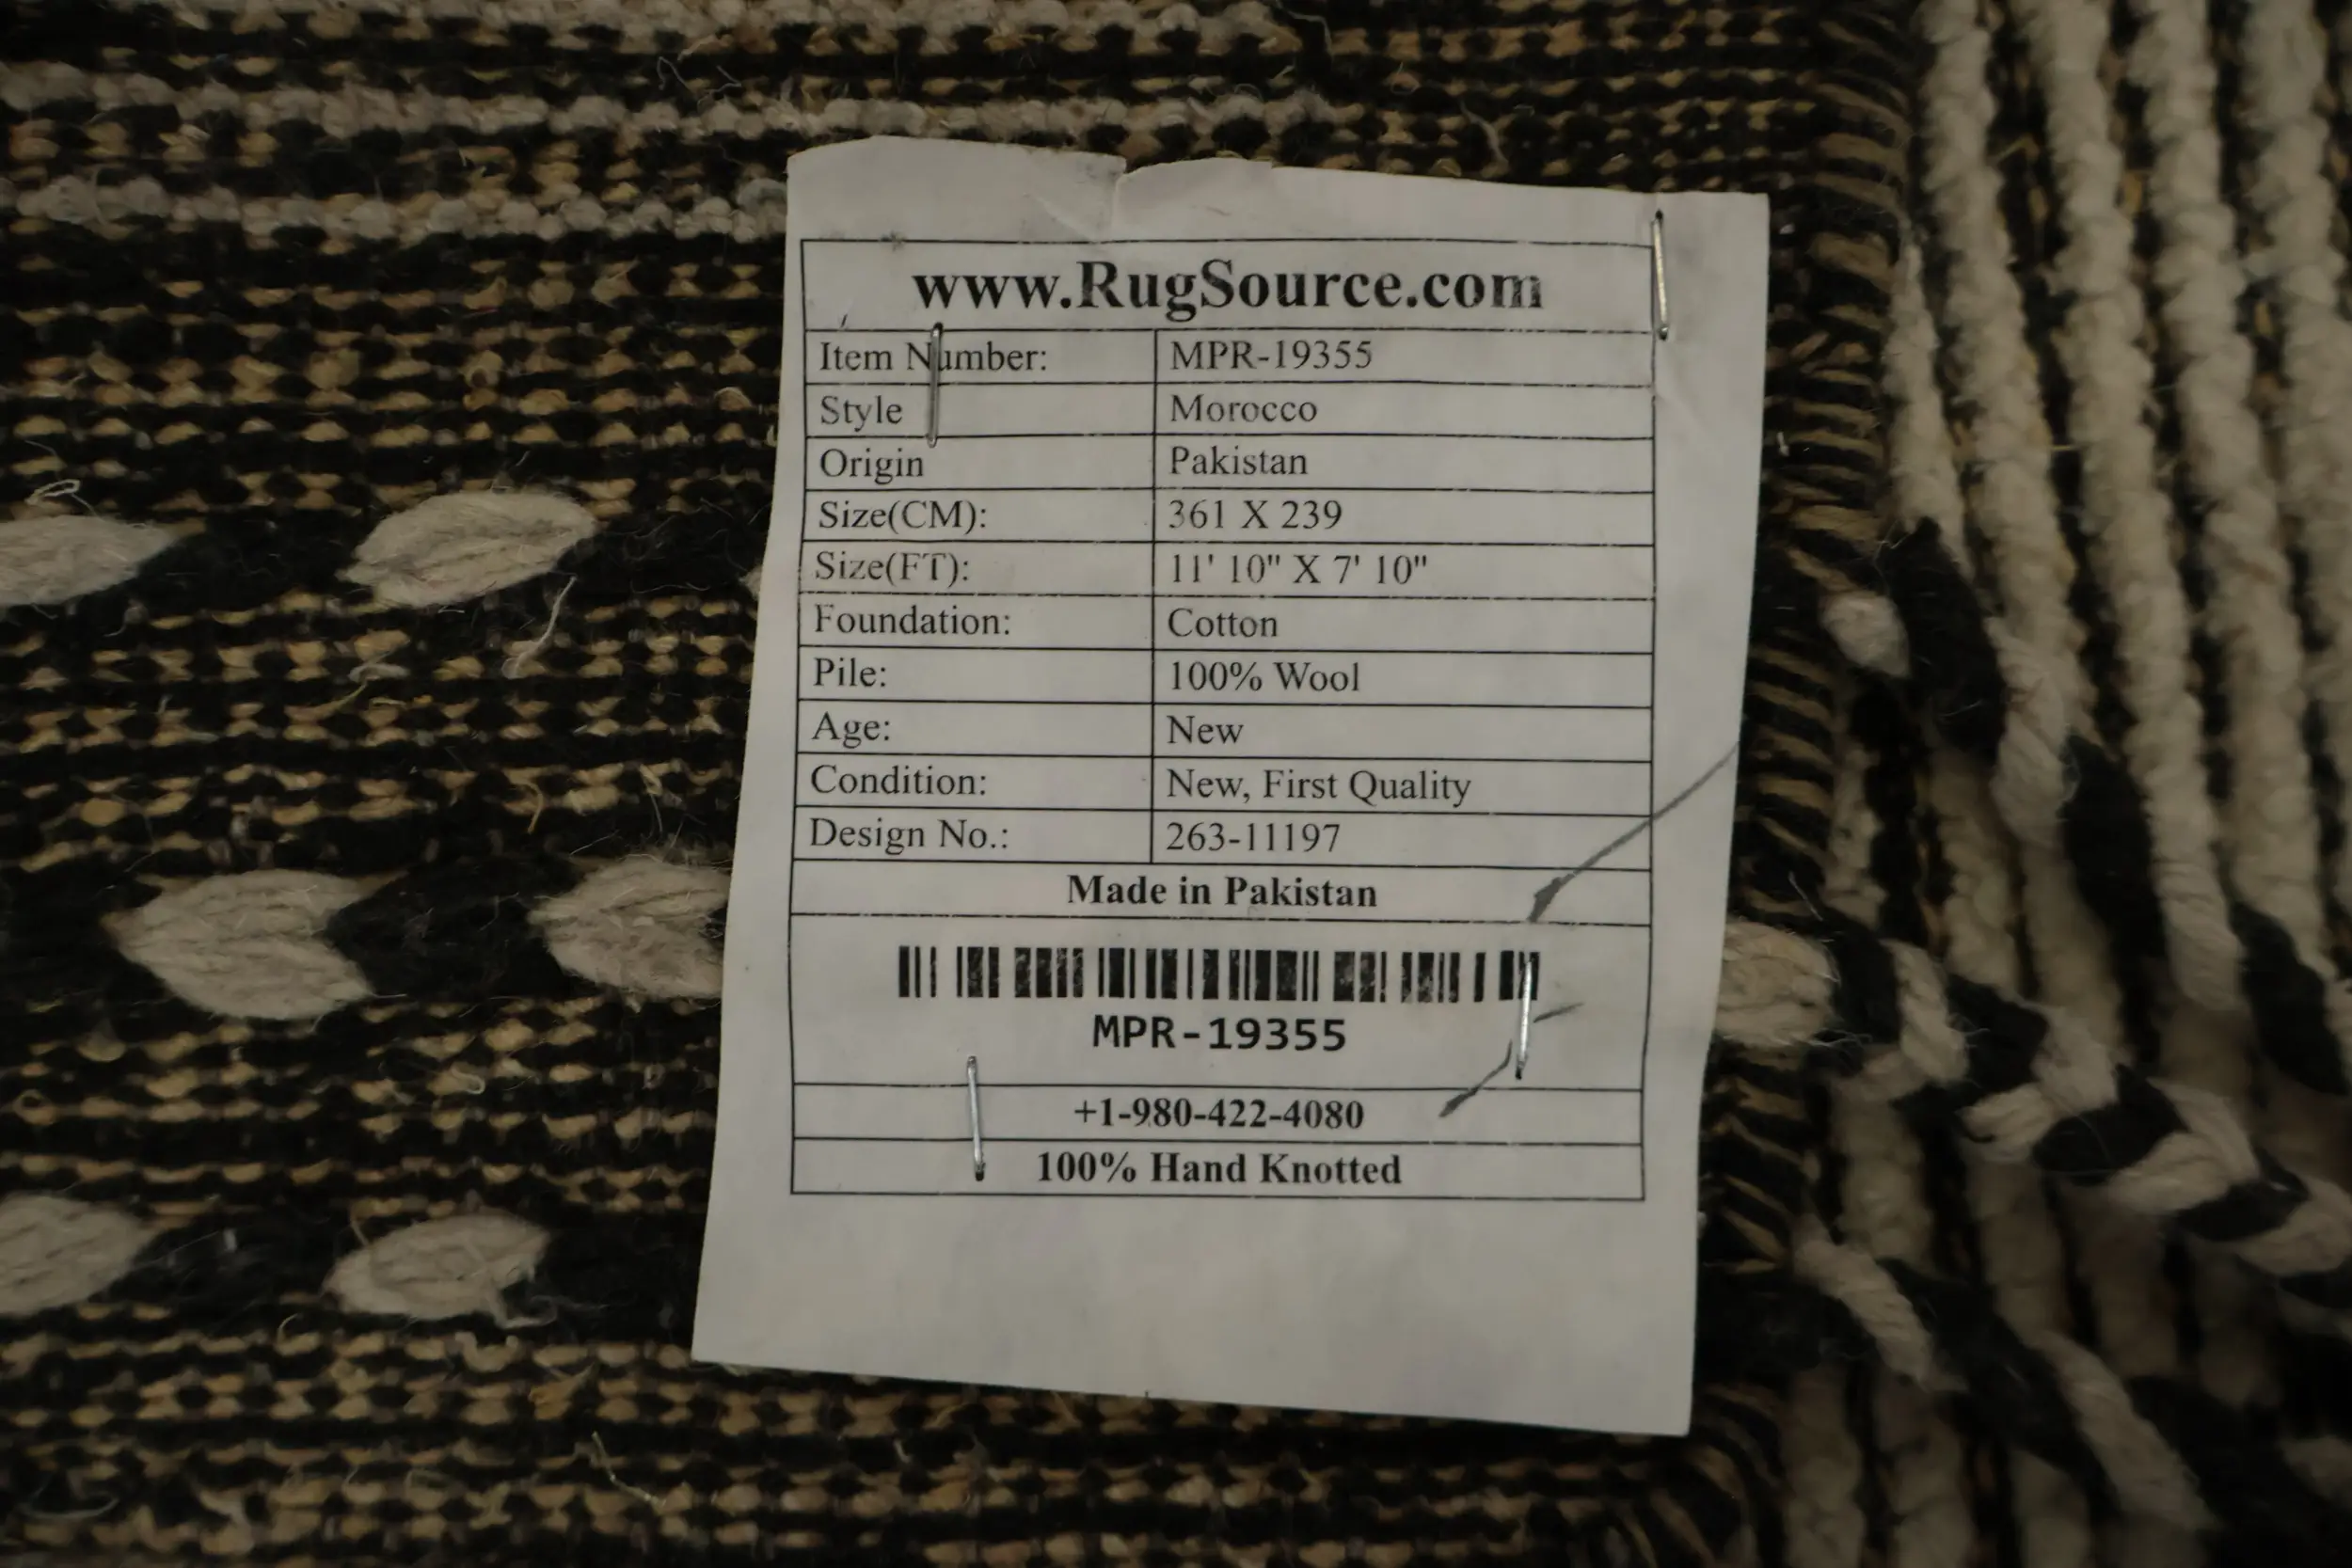 www.RugSource.com
Item Number: MPR-19355
Style Morocco
Origin Pakistan
Size(CM): 361 X 239
Size(FT): 11' 10" X 7' 10"
Foundation: Cotton
Pile: 100% Wool
Age: New
Condition: New, First Quality
Design No.: 263-11197
Made in Pakistan
MPR-19355
+1-980-422-4080
100% Hand Knotted